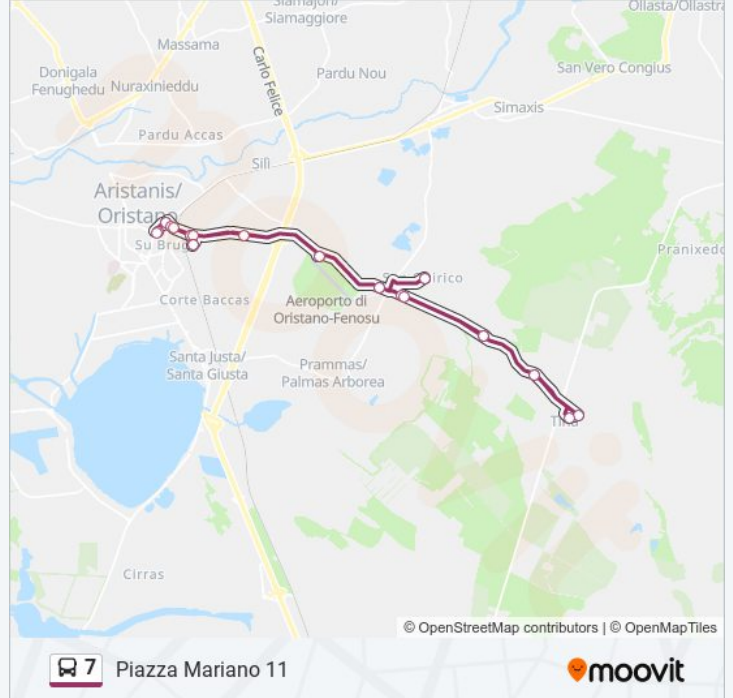 Siamajori/
Siamaggiore
Ollasta/Ollastra
Massama
Carlo Felice
Donigala
Fenughedu
Nuraxinieddu
Pardu Nou
San Vero Congius
Simaxis
Pardu Accas
Silì
Aristanis/
Oristano
Su Brug
Pranixedd
Corte Baccas
Aeroporto di
Oristano-Fenosu
Santa Justa/
Santa Giusta
Prammas/
Palmas Arborea
Cirras
© OpenStreetMap contributors | © OpenMapTiles
7 Piazza Mariano 11
moovit